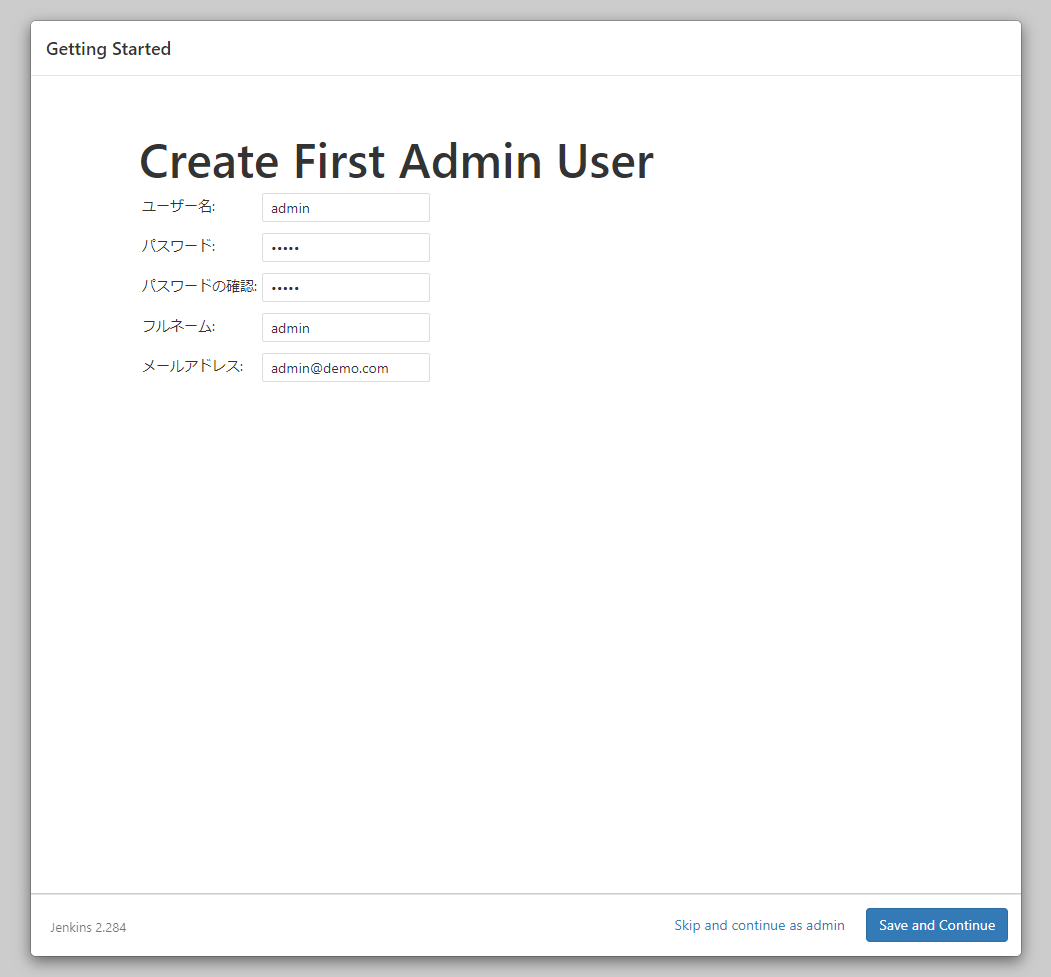 Getting Started
Create First Admin User
ユーザー名: admin
パスワード: •••••
パスワードの確認: •••••
フルネーム: admin
メールアドレス: admin@demo.com
Jenkins 2.284 Skip and continue as admin Save and Continue